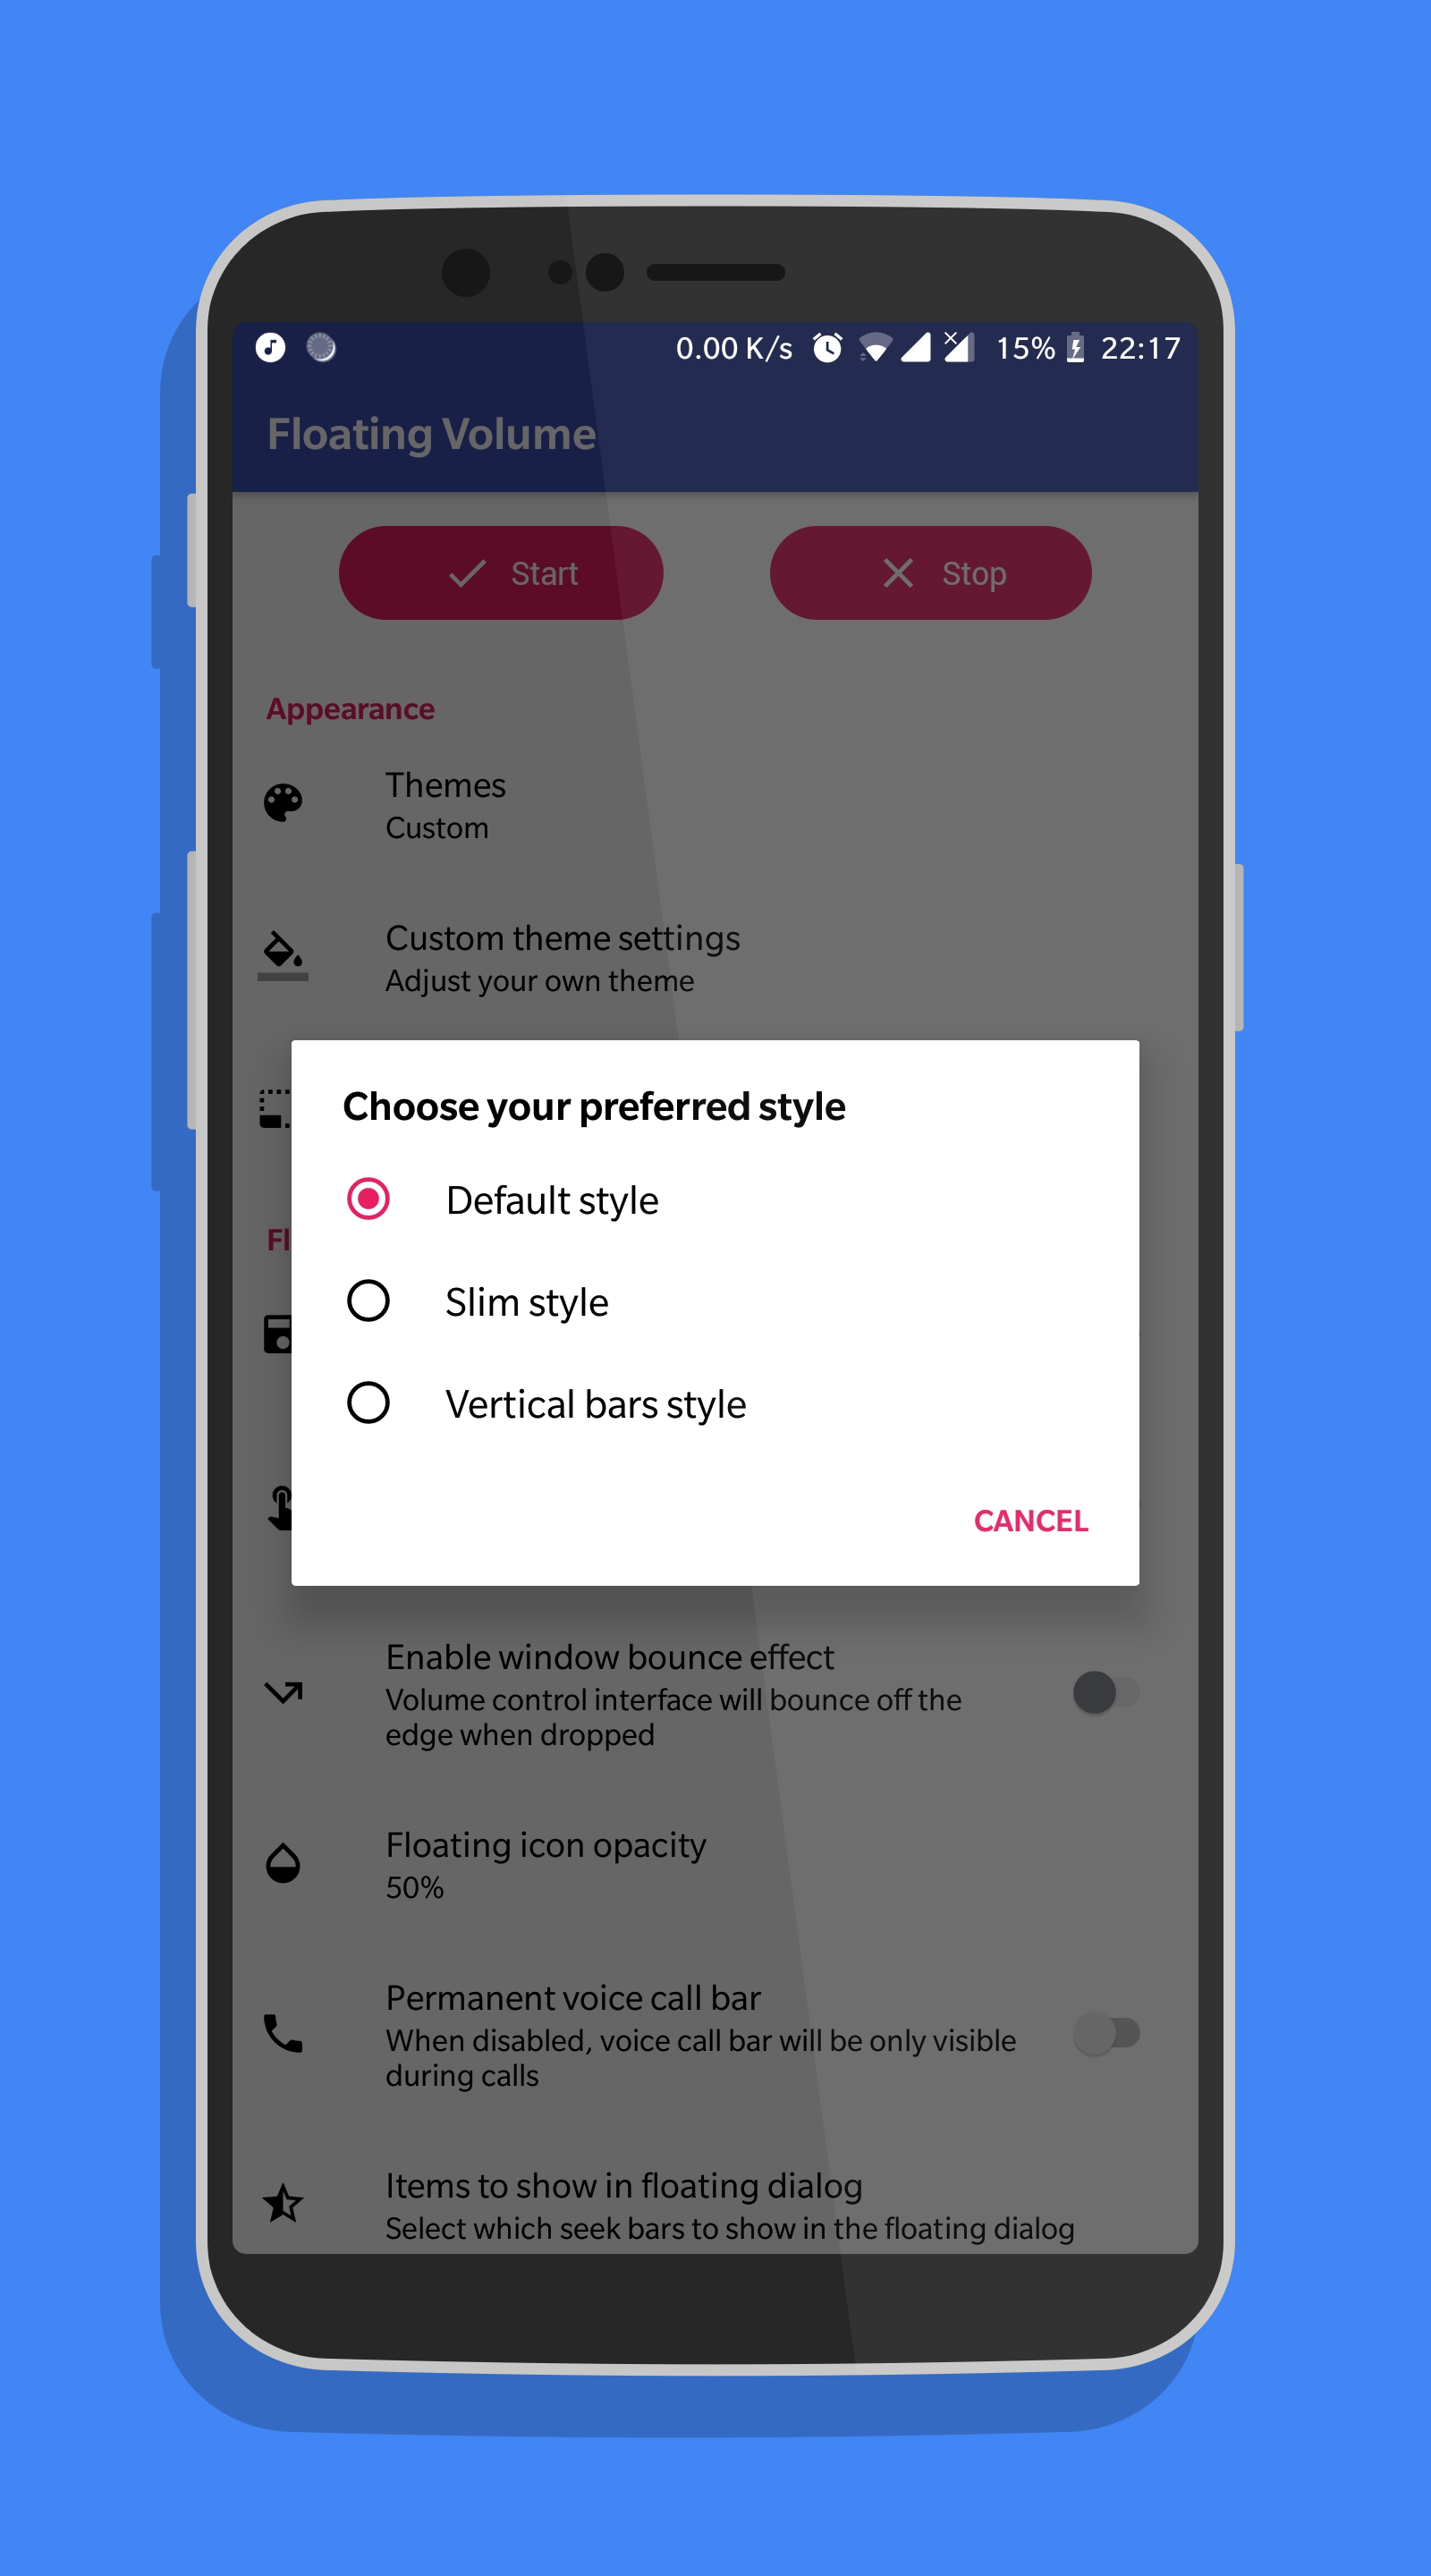 0.00 K/s 15% 22:17
Floating Volume
Start Stop
Appearance
Themes
Custom
Custom theme settings
Adjust your own theme
Choose your preferred style
Default style
Slim style
Vertical bars style
CANCEL
Enable window bounce effect
Volume control interface will bounce off the
edge when dropped
Floating icon opacity
50%
Permanent voice call bar
When disabled, voice call bar will be only visible
during calls
Items to show in floating dialog
Select which seek bars to show in the floating dialog